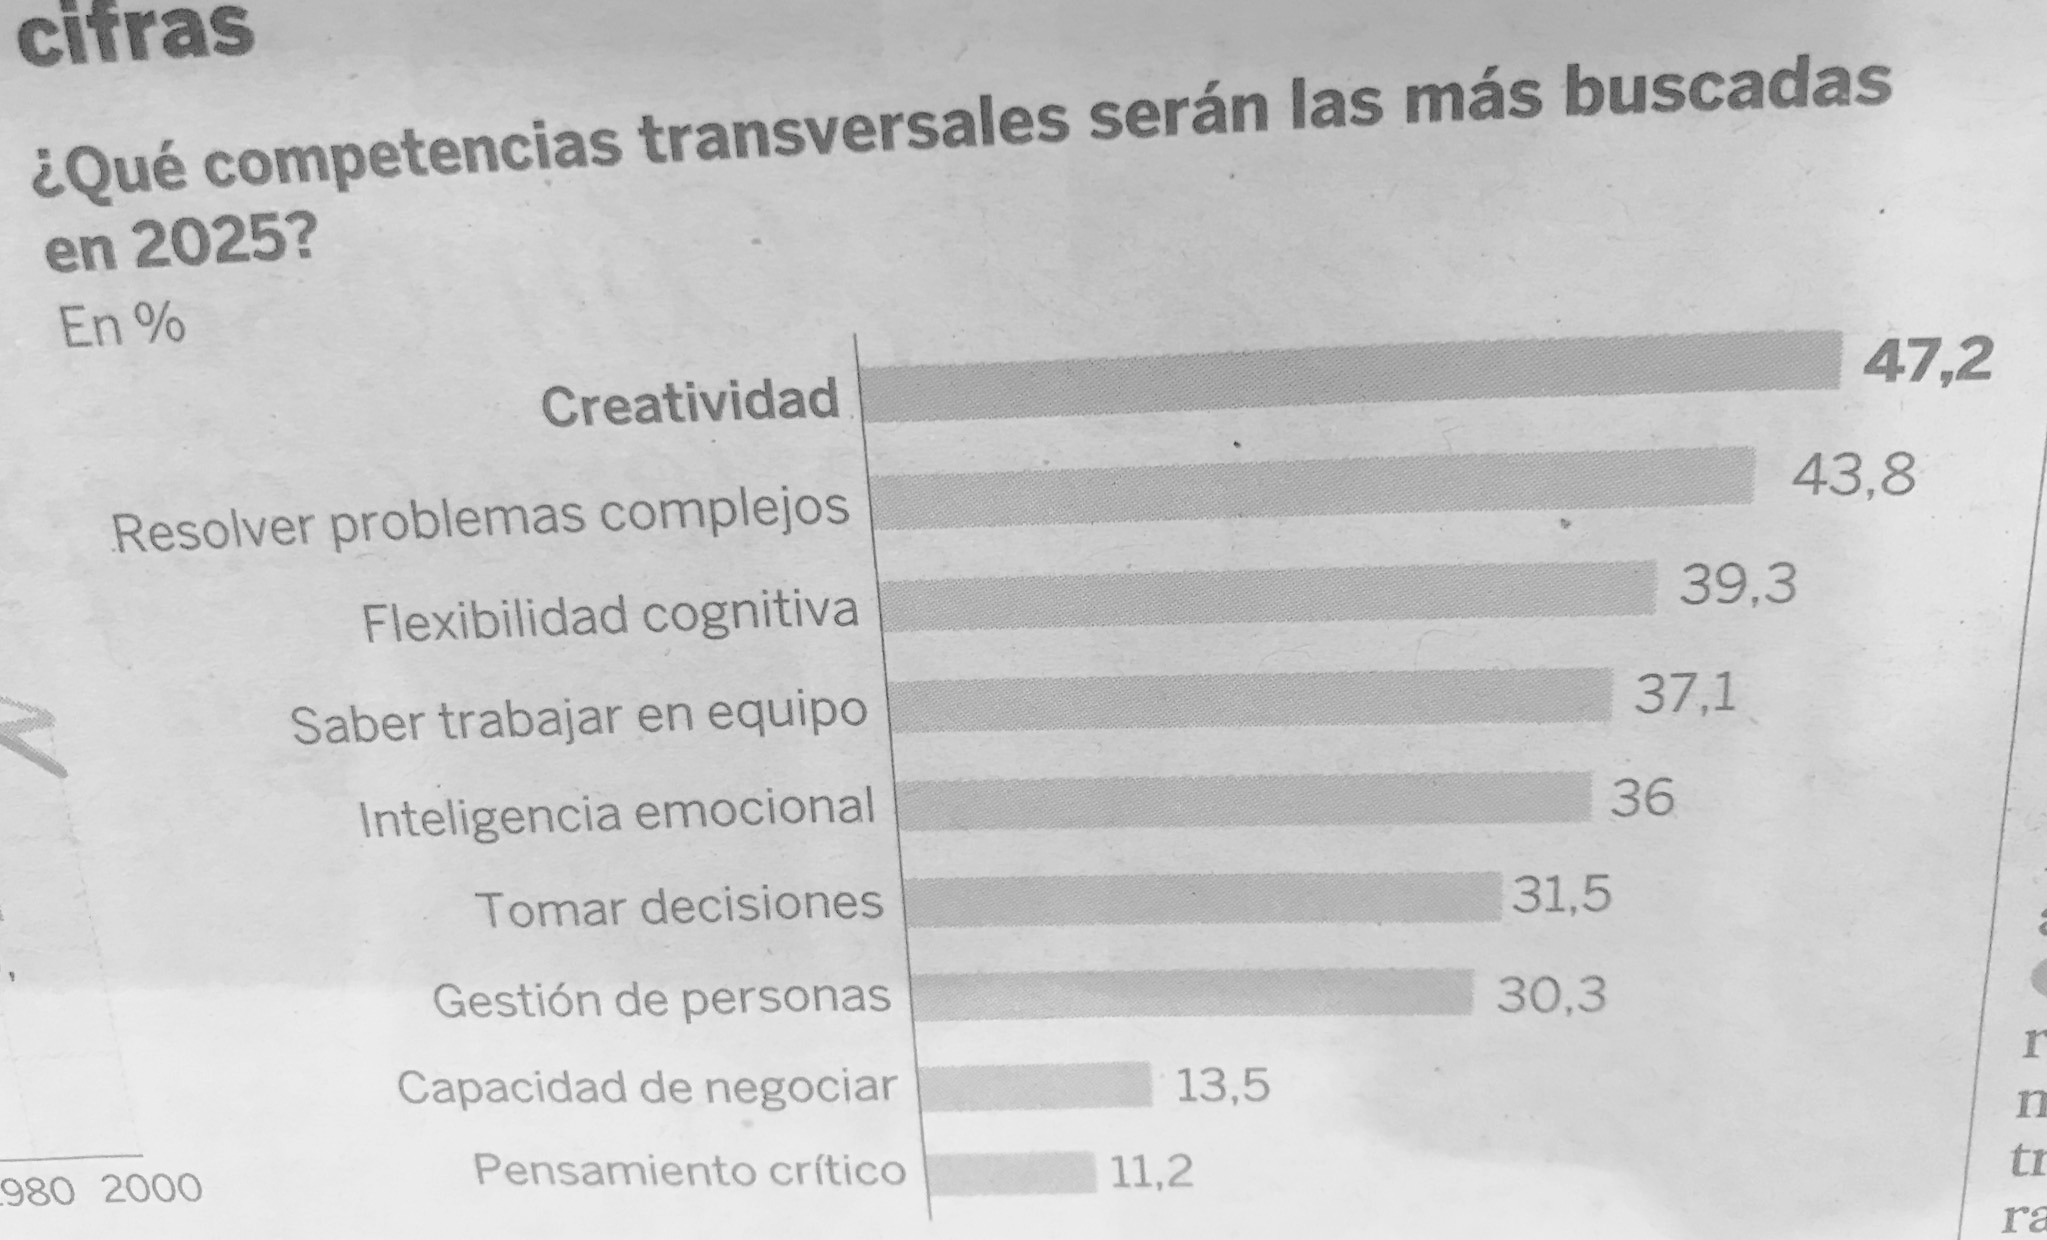 cifras
¿Qué competencias transversales serán las más buscadas
en 2025?
En %
Creatividad 47,2
Resolver problemas complejos 43,8
Flexibilidad cognitiva 39,3
Saber trabajar en equipo 37,1
Inteligencia emocional 36
Tomar decisiones 31,5
Gestión de personas 30,3
Capacidad de negociar 13,5
Pensamiento crítico 11,2
980 2000